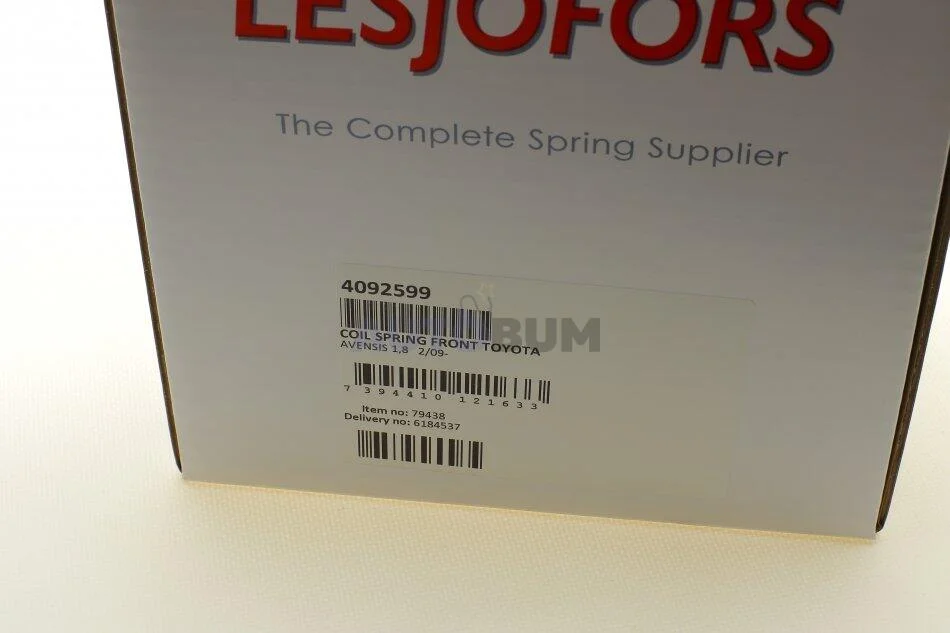 LESJOFORS
The Complete Spring Supplier
4092599
BUM
COIL SPRING FRONT TOYOTA
AVENSIS 1,8 2/09-
7 394410 121633
Item no: 79438
Delivery no: 6184537